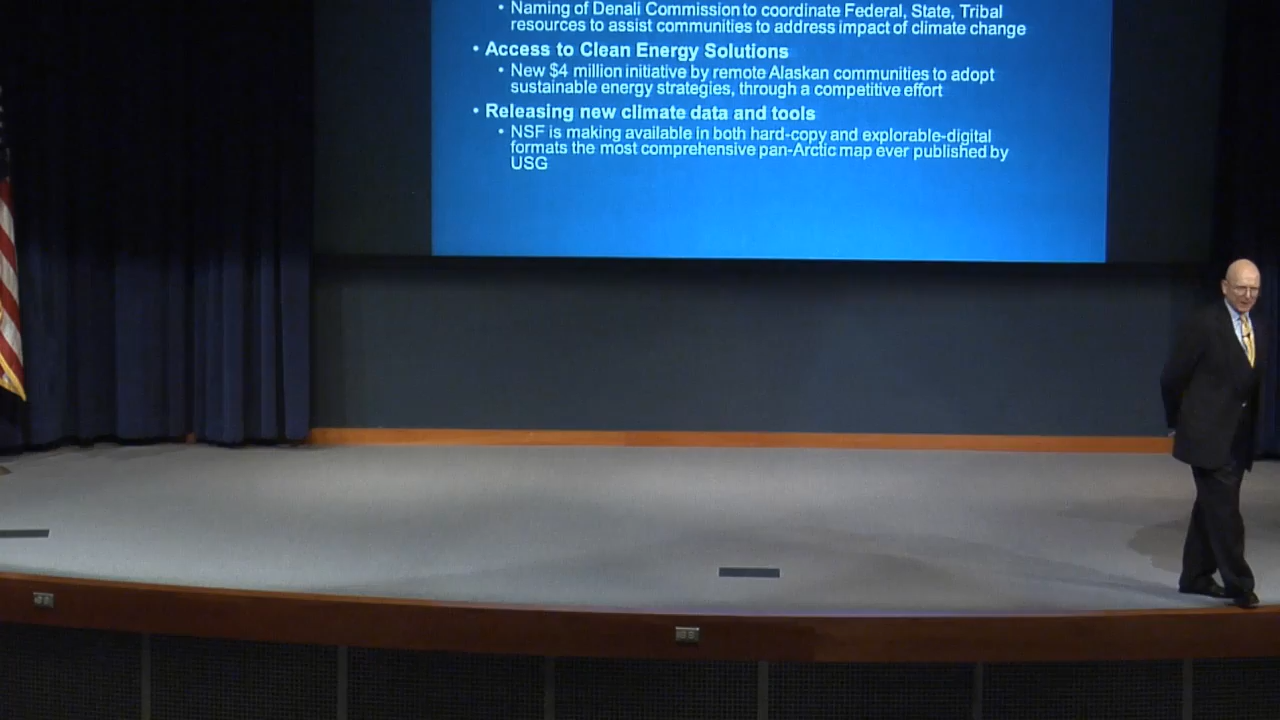 • Naming of Denali Commission to coordinate Federal, State, Tribal
resources to assist communities to address impact of climate change
• Access to Clean Energy Solutions
• New $4 million initiative by remote Alaskan communities to adopt
sustainable energy strategies, through a competitive effort
• Releasing new climate data and tools
• NSF is making available in both hard-copy and explorable-digital
formats the most comprehensive pan-Arctic map ever published by
USG